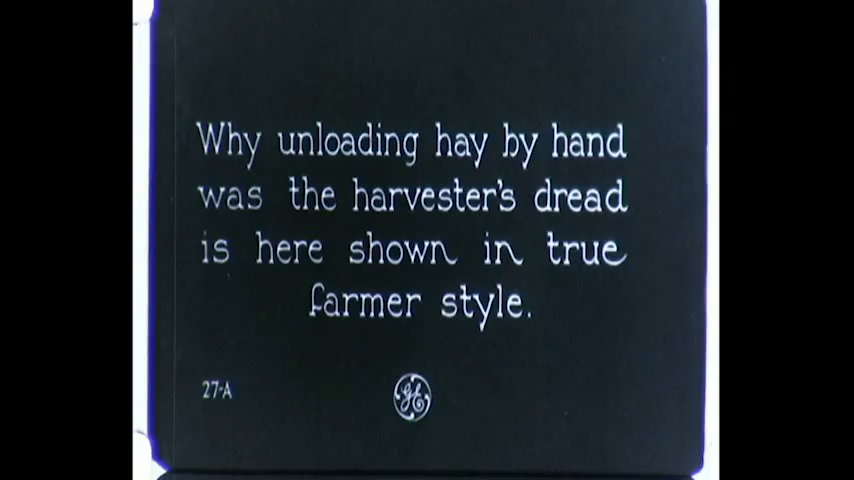 Why unloading hay by hand
was the harvester's dread
is here shown in true
farmer style.
27-A
GE